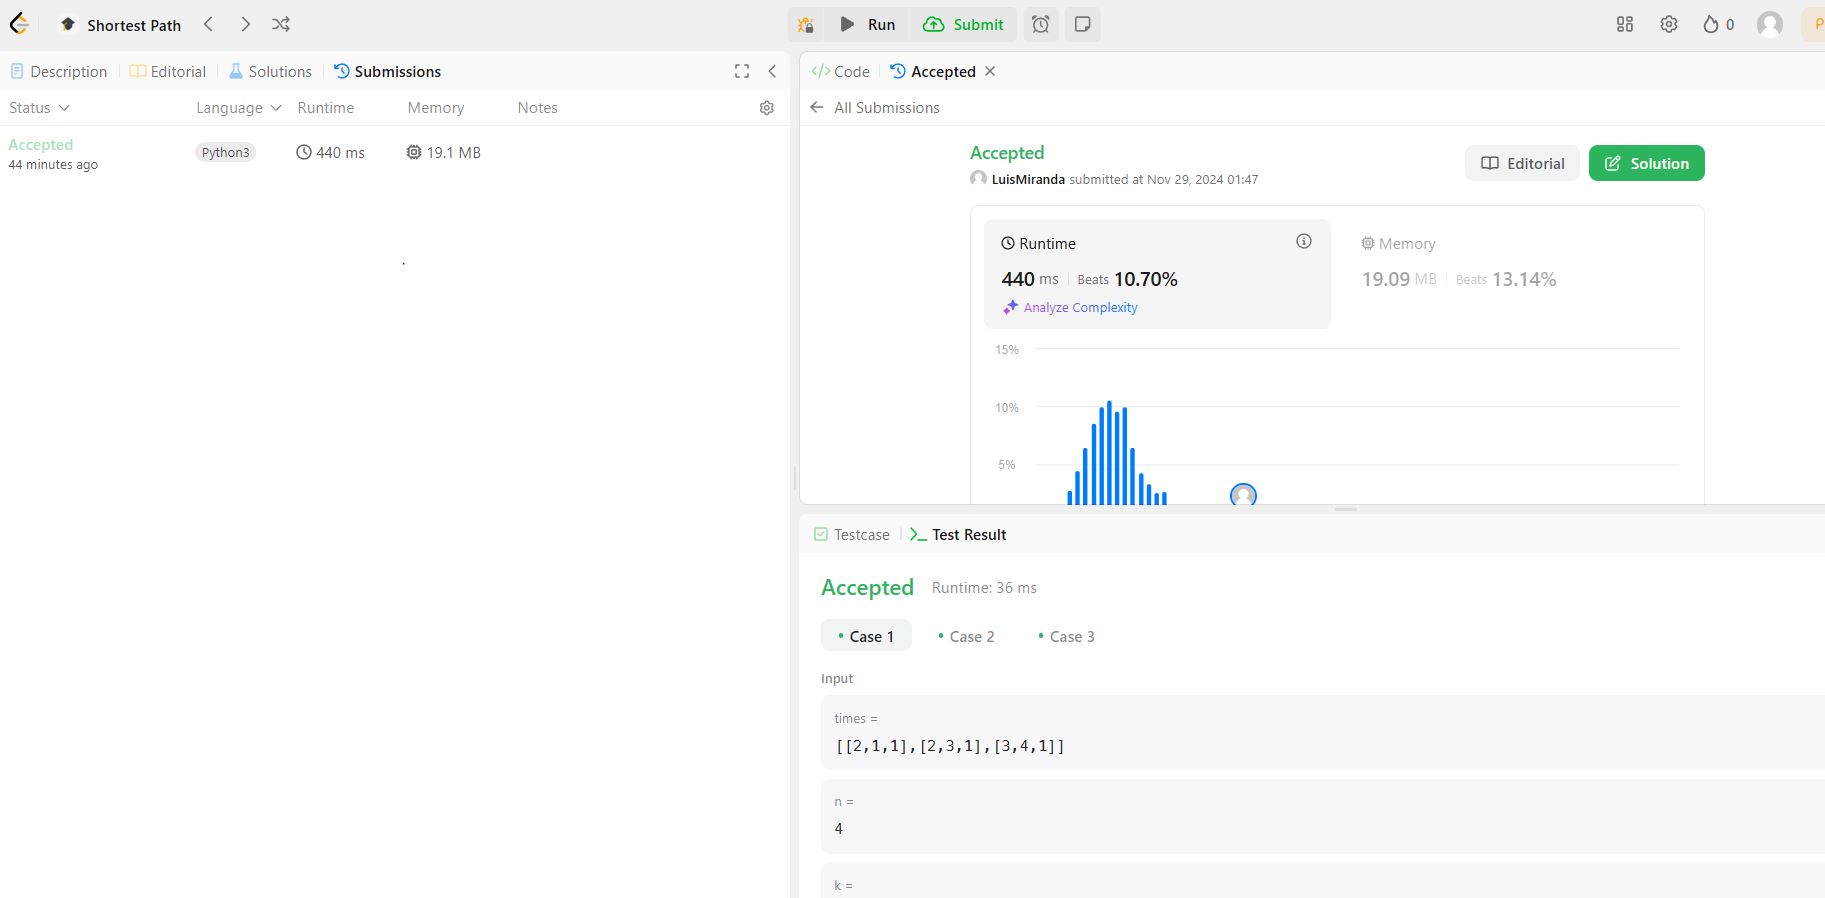 Shortest Path
Run
Submit
0
Description
Editorial
Solutions
Submissions
Status
Language
Runtime
Memory
Notes
Accepted
44 minutes ago
Python3
440 ms
19.1 MB
Code
Accepted
All Submissions
Accepted
LuisMiranda submitted at Nov 29, 2024 01:47
Editorial
Solution
Runtime
440 ms
Beats 10.70%
Analyze Complexity
Memory
19.09 MB
Beats 13.14%
15%
10%
5%
Testcase
Test Result
Accepted
Runtime: 36 ms
Case 1
Case 2
Case 3
Input
times =
[[2,1,1],[2,3,1],[3,4,1]]
n =
4
k =